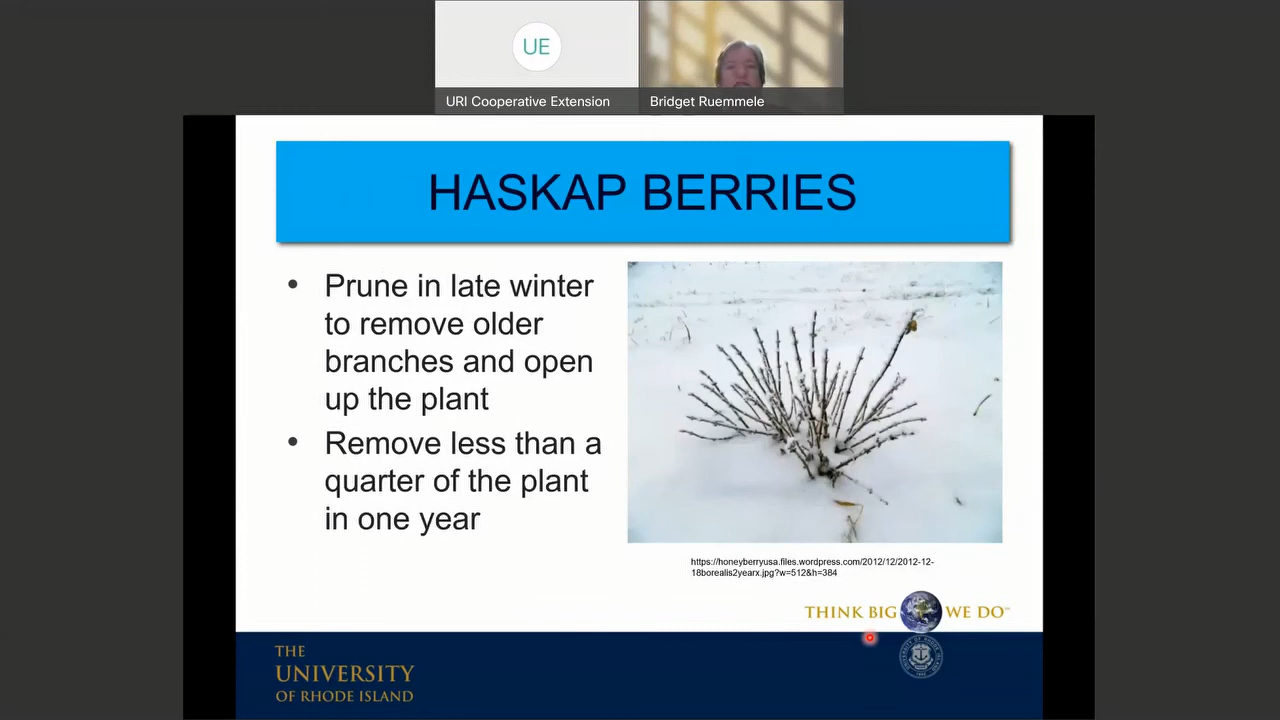 UE
URI Cooperative Extension
Bridget Ruemmele
HASKAP BERRIES
• Prune in late winter
to remove older
branches and open
up the plant
• Remove less than a
quarter of the plant
in one year
https://honeyberryusa.files.wordpress.com/2012/12/2012-12-
18borealis2yearx.jpg?w=512&h=384
THINK BIG WE DO™
THE
UNIVERSITY
OF RHODE ISLAND